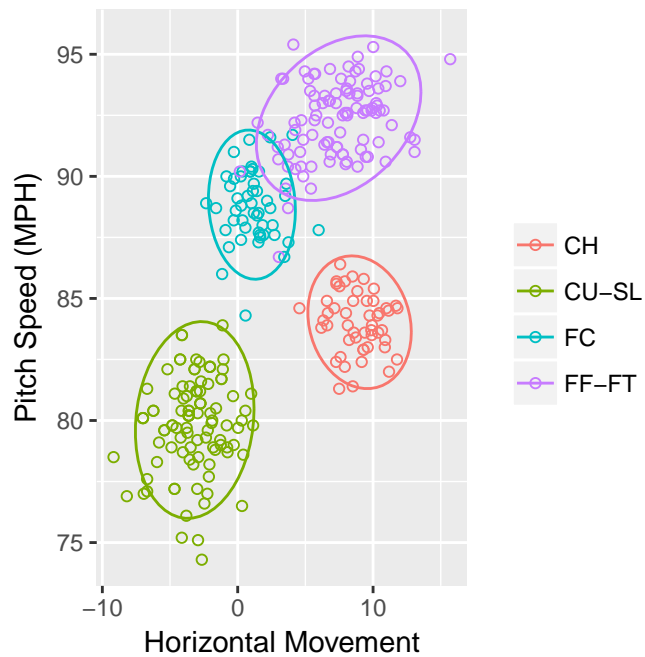 95
90
85
80
75
−10
0
10
Pitch Speed (MPH)
Horizontal Movement
CH
CU−SL
FC
FF−FT